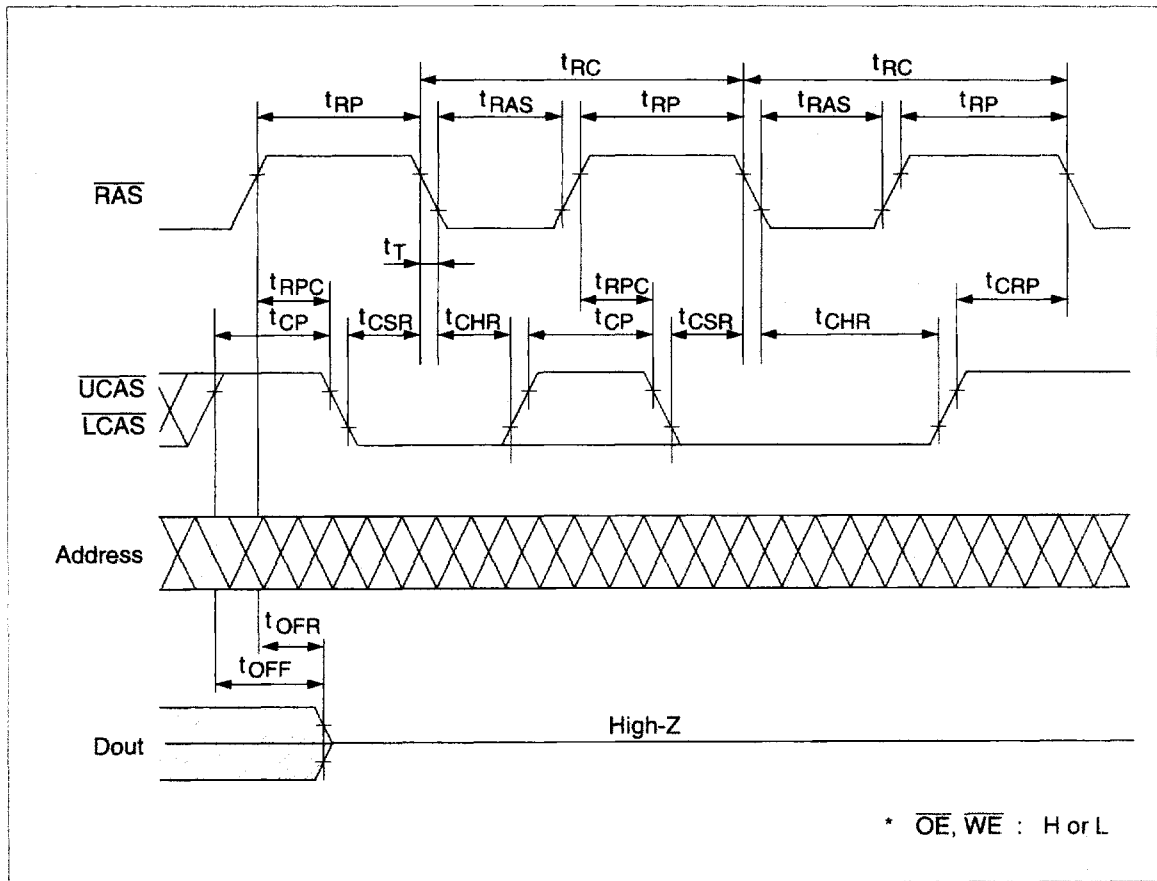 tRC tRC
tRP tRAS tRP tRAS tRP
RAS
tT
tRPC tRPC tCRP
tCP tCSR tCHR tCP tCSR tCHR
UCAS
LCAS
Address
tOFR
tOFF
High-Z
Dout
* OE, WE : H or L